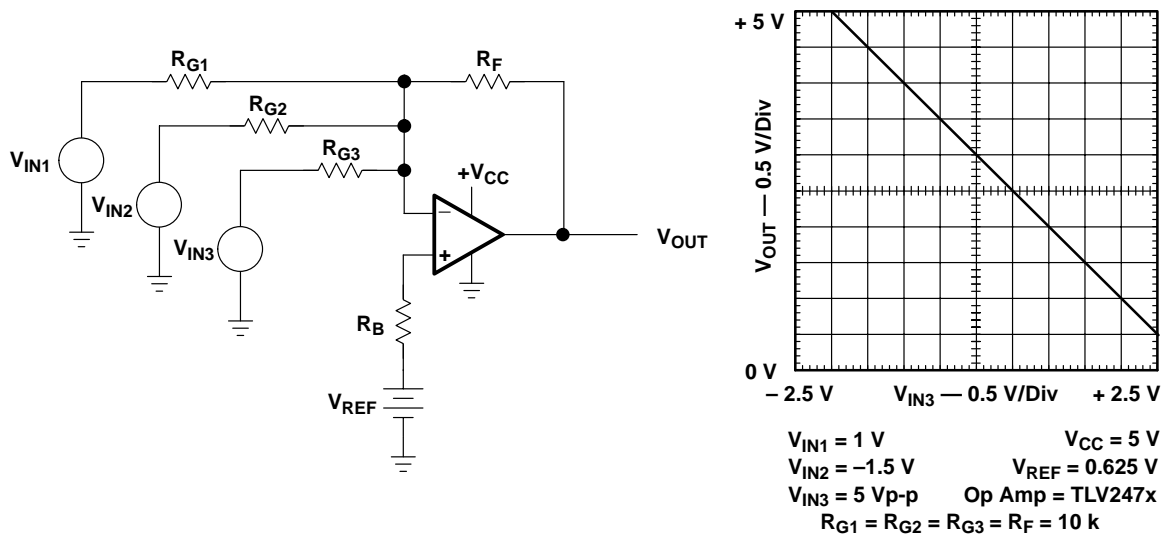 R_G1
R_F
R_G2
R_G3
V_IN1
V_IN2
V_IN3
+V_CC
–
+
V_OUT
R_B
V_REF
+ 5 V
V_OUT — 0.5 V/Div
0 V
– 2.5 V
V_IN3 — 0.5 V/Div
+ 2.5 V
V_IN1 = 1 V V_CC = 5 V
V_IN2 = –1.5 V V_REF = 0.625 V
V_IN3 = 5 Vp-p Op Amp = TLV247x
R_G1 = R_G2 = R_G3 = R_F = 10 k